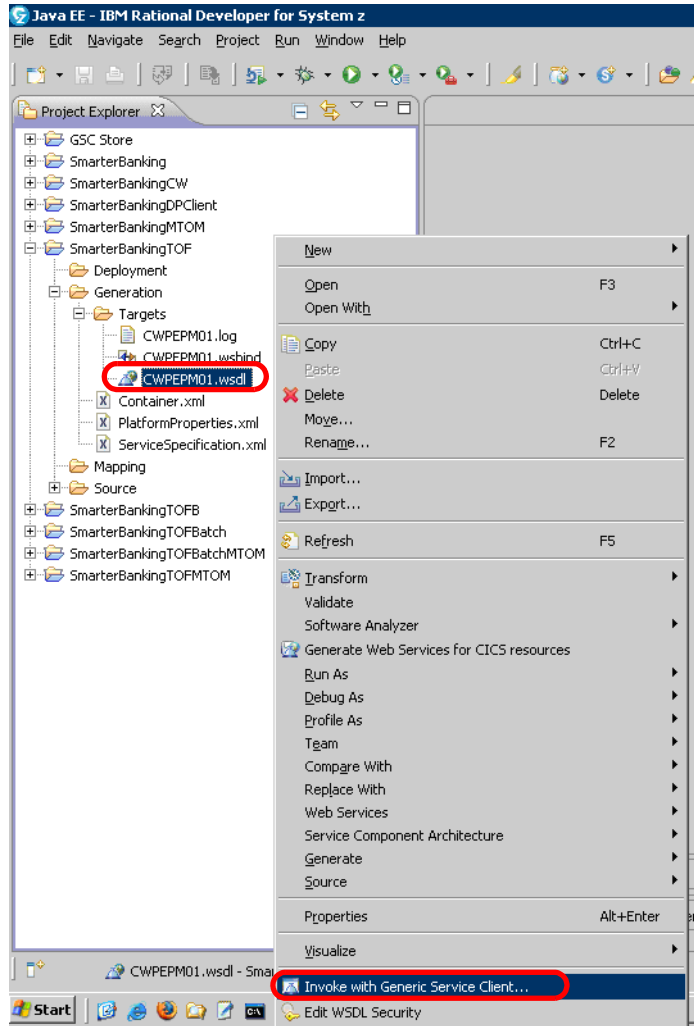 Java EE - IBM Rational Developer for System z
File Edit Navigate Search Project Run Window Help
Project Explorer
GSC Store
SmarterBanking
SmarterBankingCW
SmarterBankingDPClient
SmarterBankingMTOM
SmarterBankingTOF
Deployment
Generation
Targets
CWPEPM01.log
CWPEPM01.wsbind
CWPEPM01.wsdl
Container.xml
PlatformProperties.xml
ServiceSpecification.xml
Mapping
Source
SmarterBankingTOFB
SmarterBankingTOFBatch
SmarterBankingTOFBatchMTOM
SmarterBankingTOFMTOM
New
Open F3
Open With
Copy Ctrl+C
Paste Ctrl+V
Delete Delete
Move...
Rename... F2
Import...
Export...
Refresh F5
Transform
Validate
Software Analyzer
Generate Web Services for CICS resources
Run As
Debug As
Profile As
Team
Compare With
Replace With
Web Services
Service Component Architecture
Generate
Source
Properties Alt+Enter
Visualize
Invoke with Generic Service Client...
Edit WSDL Security
CWPEPM01.wsdl - Smar
Start